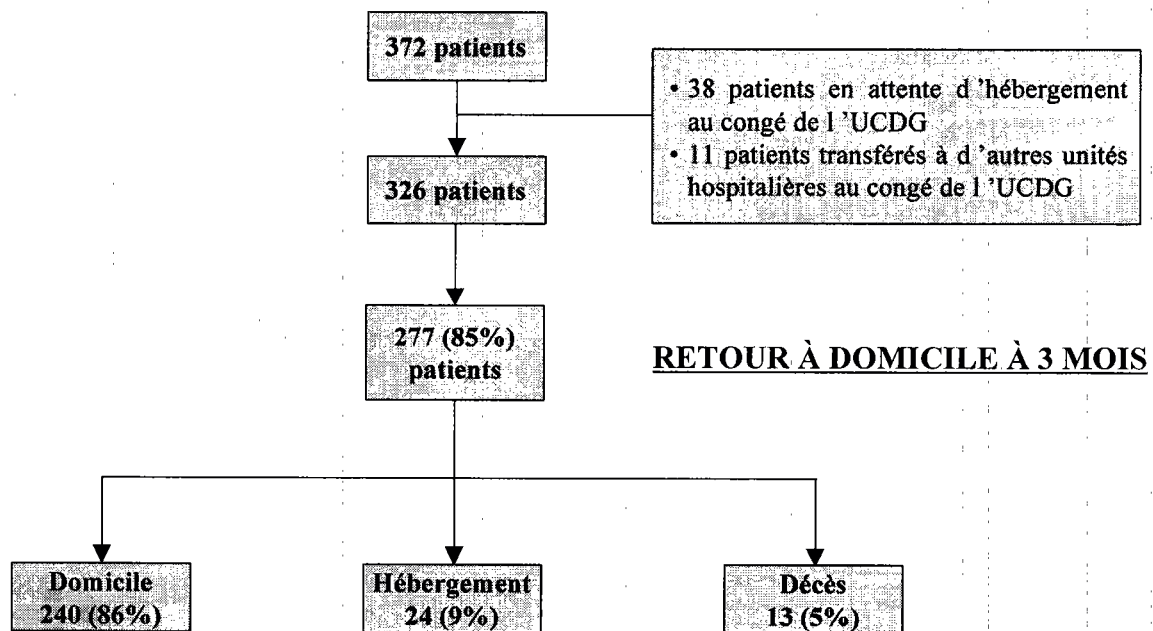 372 patients
• 38 patients en attente d 'hébergement
au congé de l 'UCDG
• 11 patients transférés à d 'autres unités
hospitalières au congé de l 'UCDG
326 patients
277 (85%)
patients
RETOUR À DOMICILE À 3 MOIS
Domicile
240 (86%)
Hébergement
24 (9%)
Décès
13 (5%)